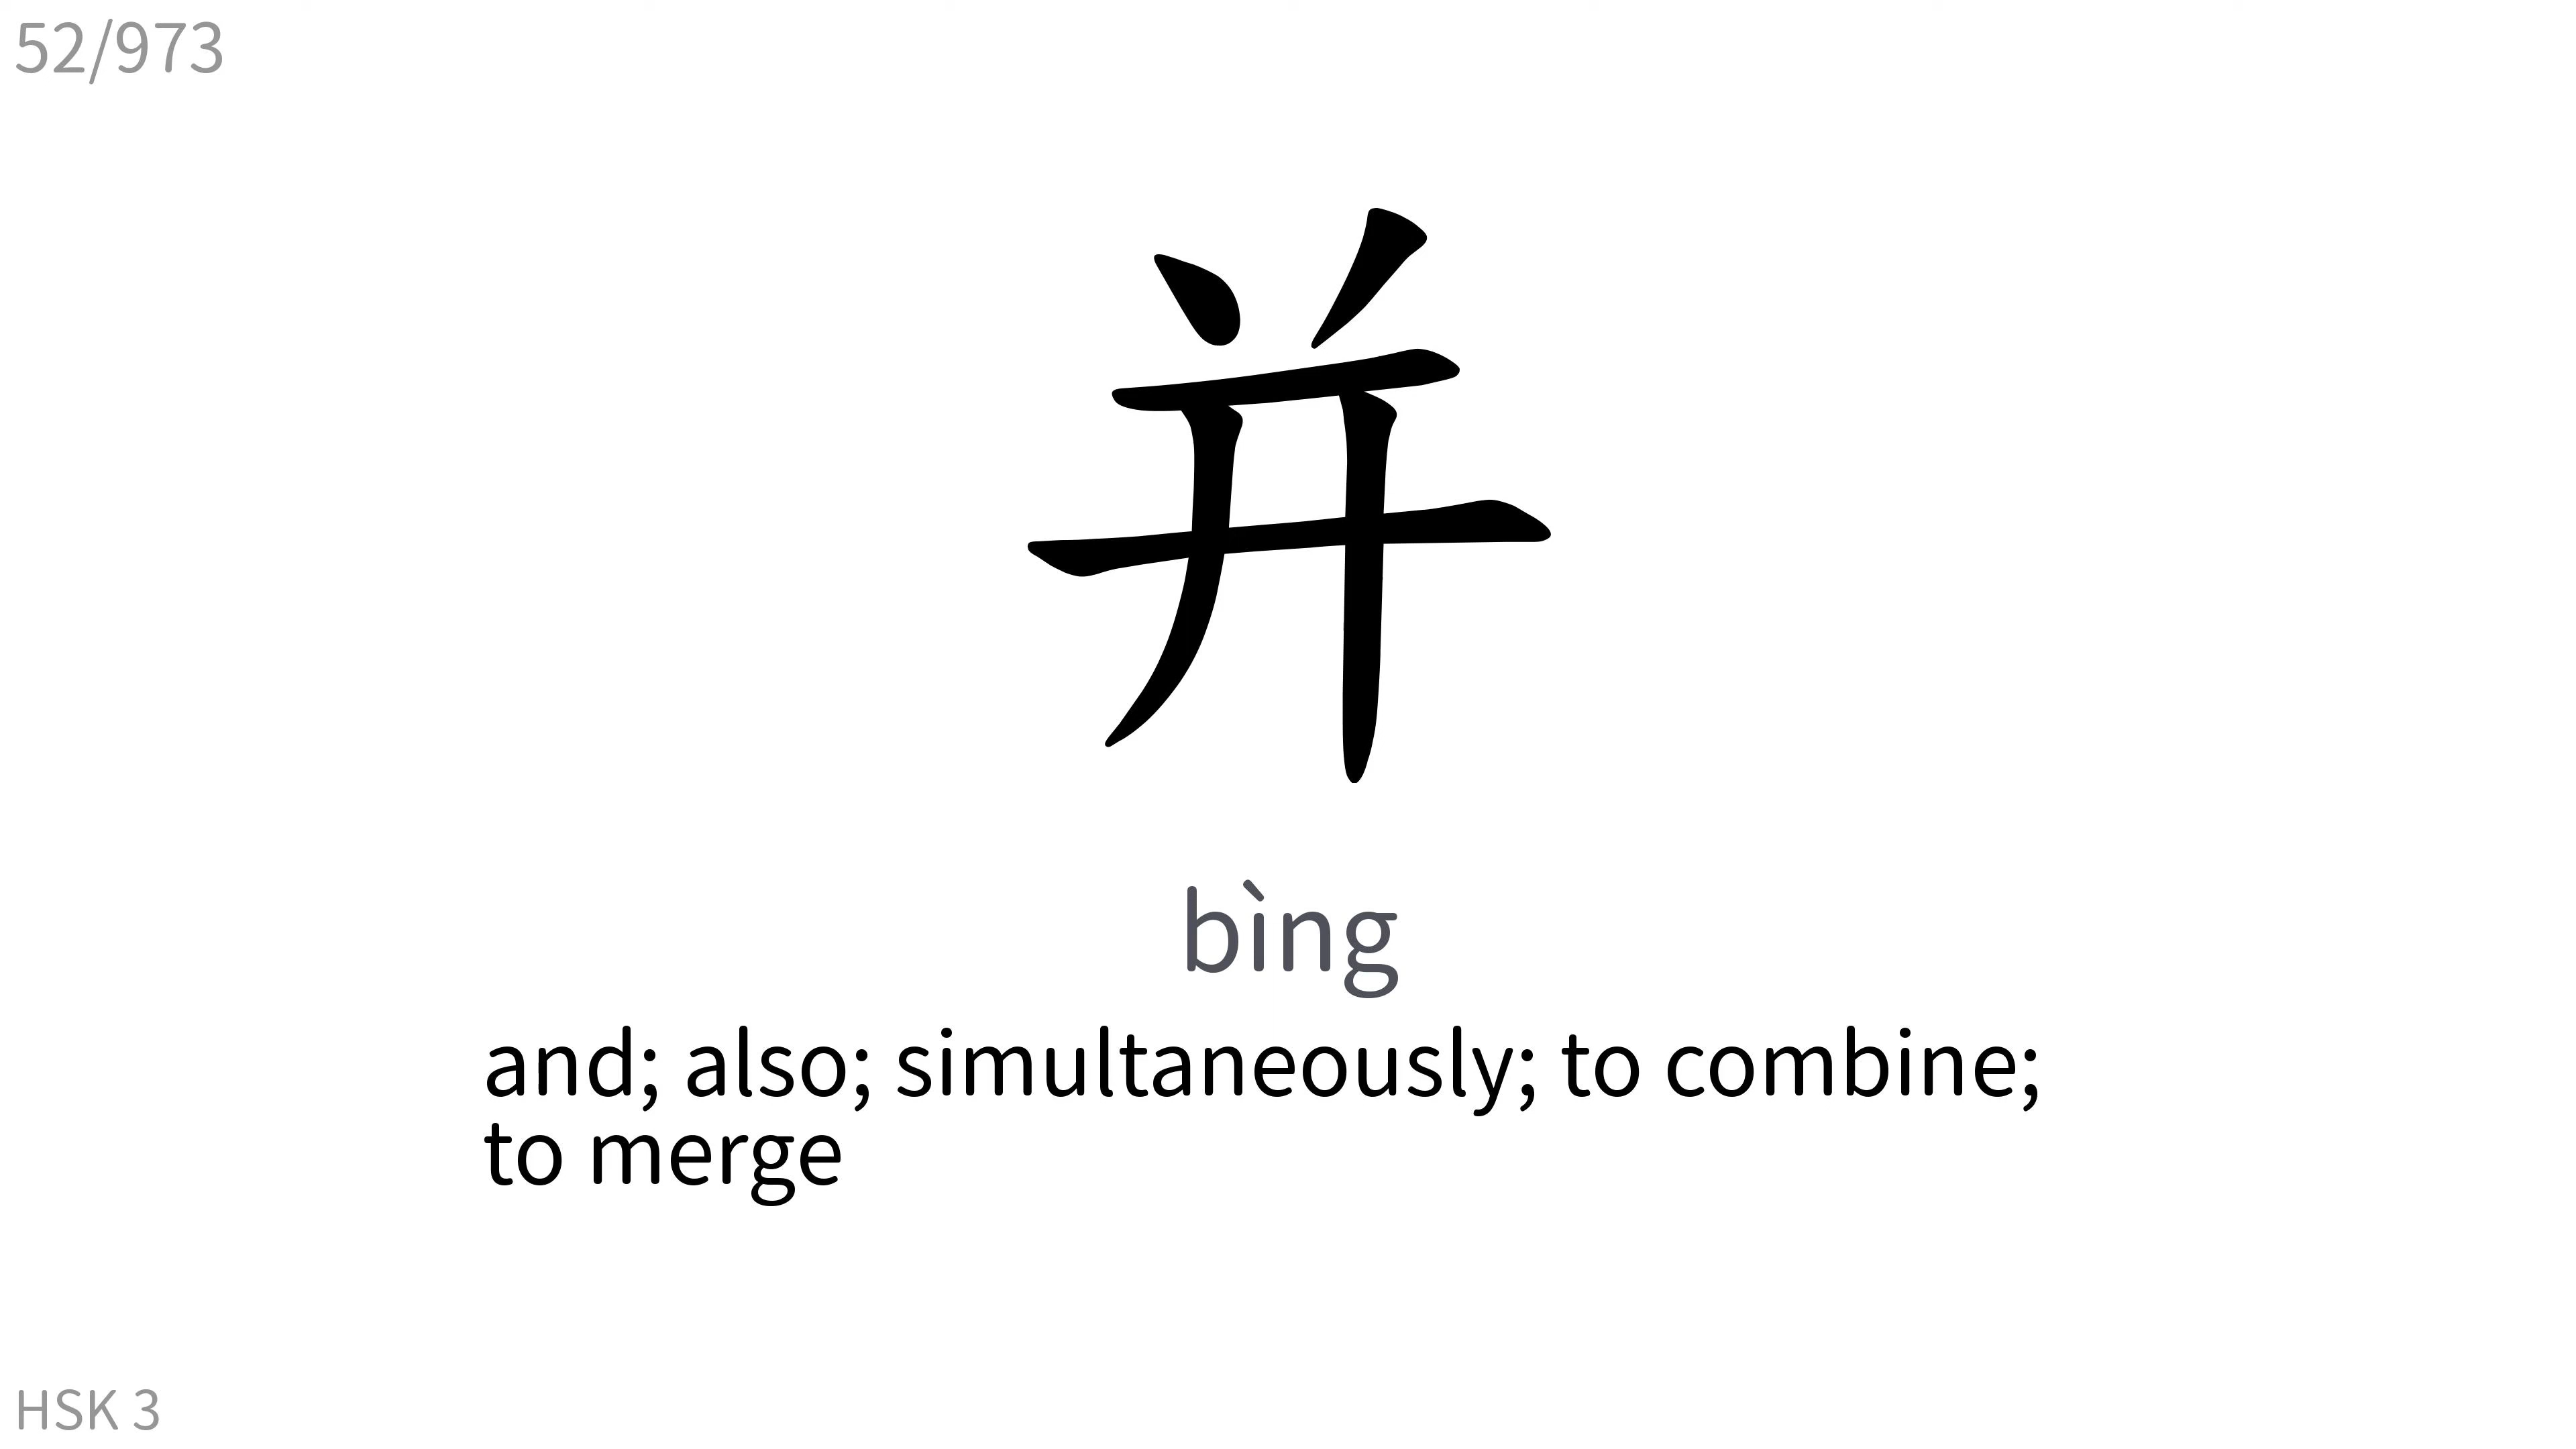 52/973
并
bìng
and; also; simultaneously; to combine;
to merge
HSK 3